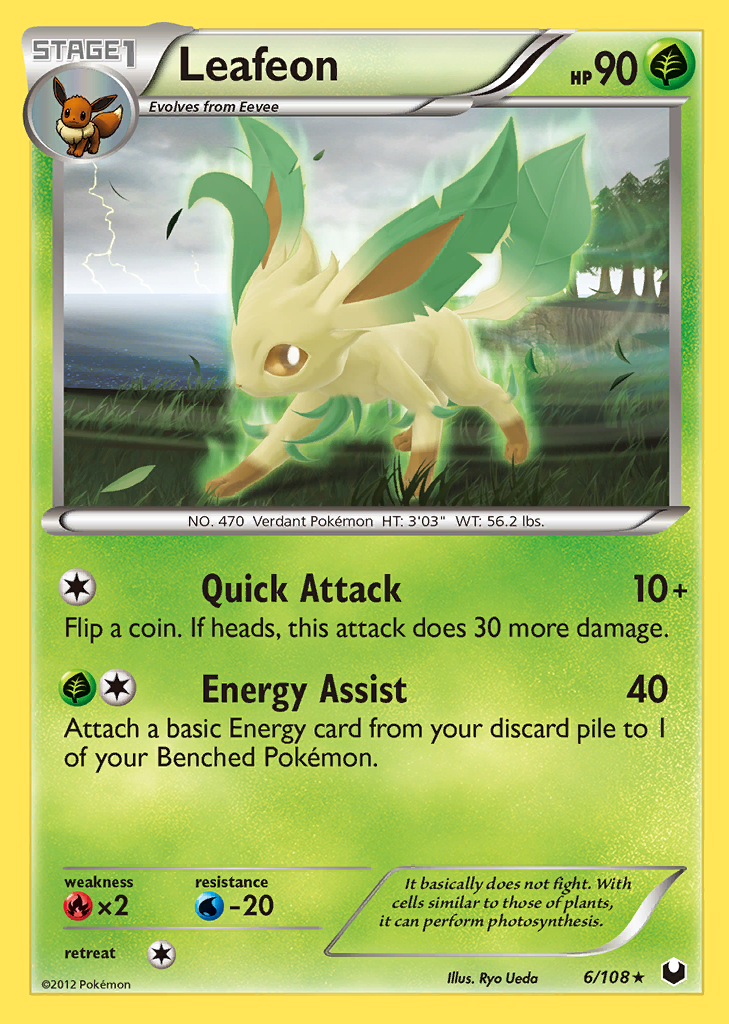 STAGE1
Leafeon
HP 90
Evolves from Eevee
NO. 470 Verdant Pokémon HT: 3'03" WT: 56.2 lbs.
Quick Attack 10+
Flip a coin. If heads, this attack does 30 more damage.
Energy Assist 40
Attach a basic Energy card from your discard pile to 1
of your Benched Pokémon.
weakness resistance
×2 -20
It basically does not fight. With
cells similar to those of plants,
it can perform photosynthesis.
retreat
©2012 Pokémon
Illus. Ryo Ueda 6/108★